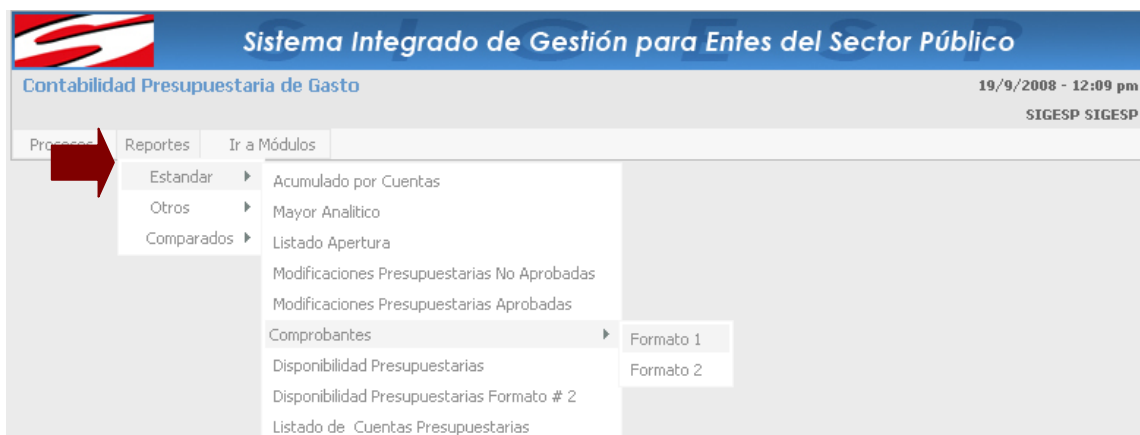 Sistema Integrado de Gestión para Entes del Sector Público
Contabilidad Presupuestaria de Gasto
19/9/2008 - 12:09 pm
SIGESP SIGESP
Procesos Reportes Ir a Módulos
Estandar
Otros
Comparados
Acumulado por Cuentas
Mayor Analitico
Listado Apertura
Modificaciones Presupuestarias No Aprobadas
Modificaciones Presupuestarias Aprobadas
Comprobantes
Formato 1
Formato 2
Disponibilidad Presupuestarias
Disponibilidad Presupuestarias Formato # 2
Listado de Cuentas Presupuestarias